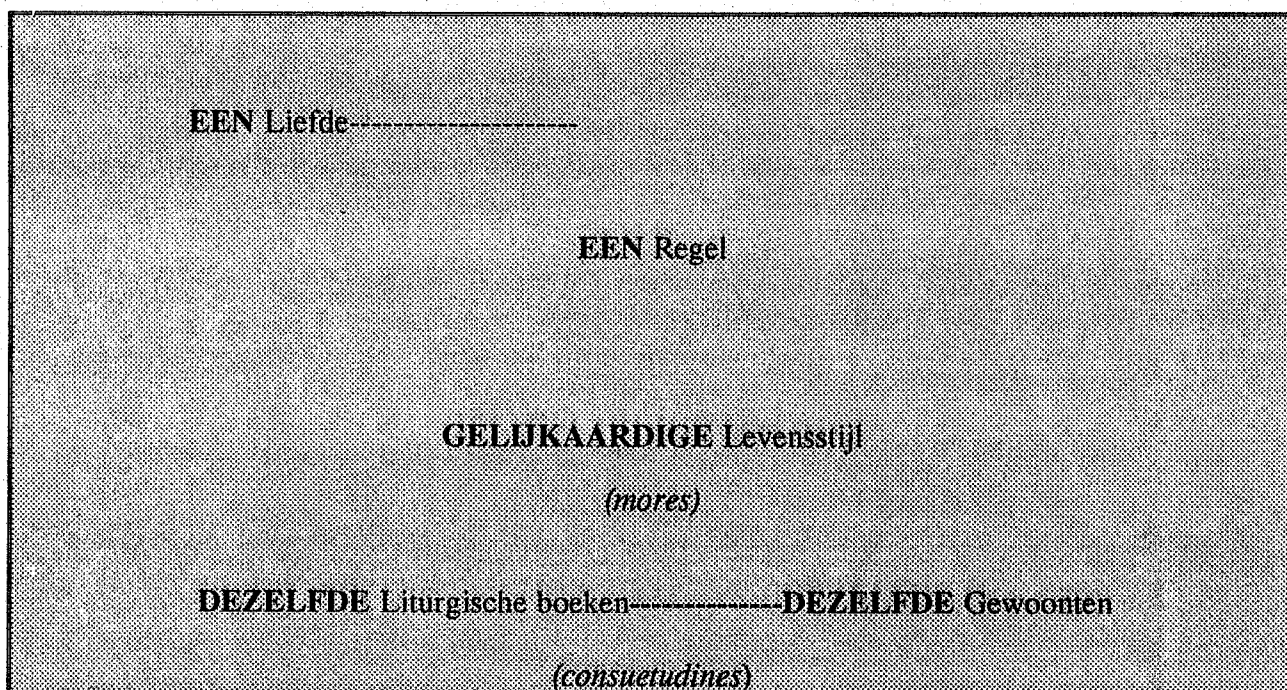 EEN Liefde---------------------
EEN Regel
GELIJKAARDIGE Levensstijl
(mores)
DEZELFDE Liturgische boeken--------------DEZELFDE Gewoonten
(consuetudines)